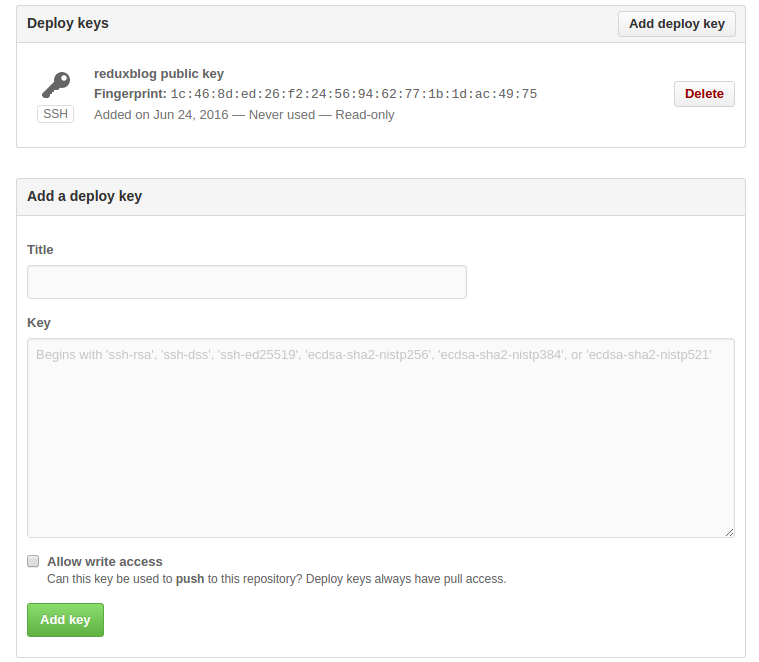 Deploy keys
Add deploy key
reduxblog public key
Fingerprint: 1c:46:8d:ed:26:f2:24:56:94:62:77:1b:1d:ac:49:75
SSH
Added on Jun 24, 2016 — Never used — Read-only
Delete
Add a deploy key
Title
Key
Begins with 'ssh-rsa', 'ssh-dss', 'ssh-ed25519', 'ecdsa-sha2-nistp256', 'ecdsa-sha2-nistp384', or 'ecdsa-sha2-nistp521'
Allow write access
Can this key be used to push to this repository? Deploy keys always have pull access.
Add key